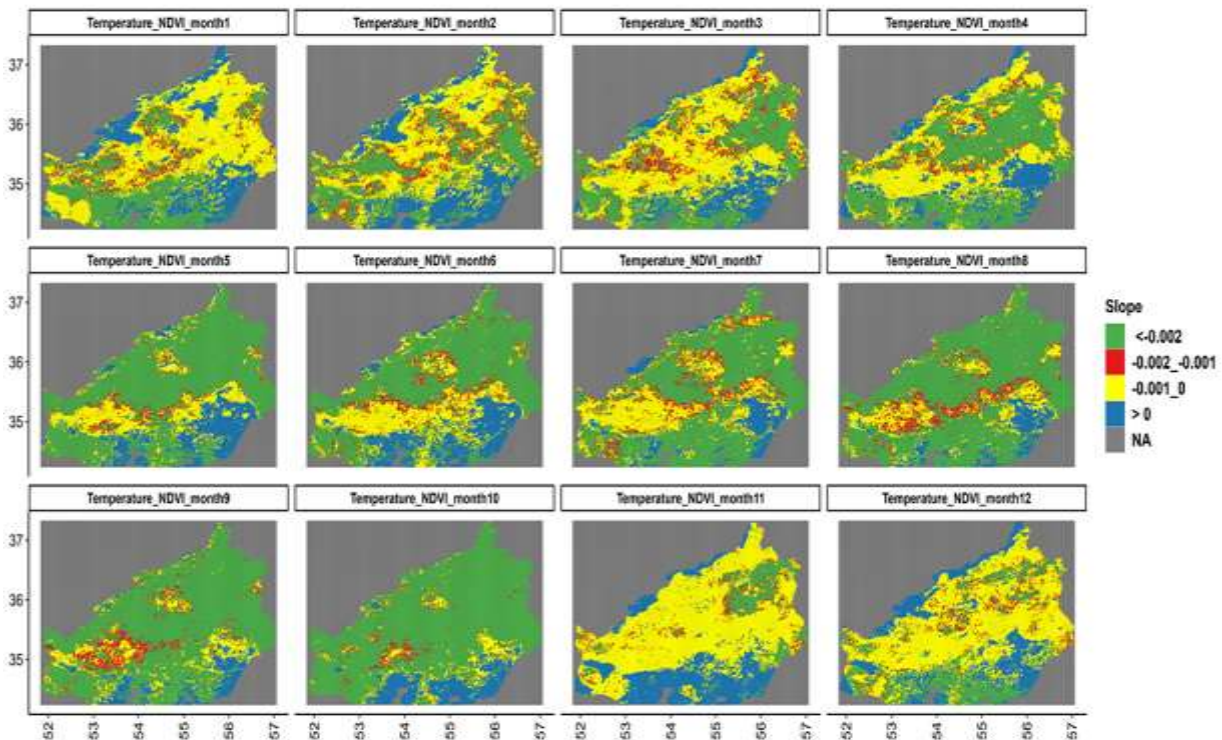 Temperature_NDVI_month1 Temperature_NDVI_month2 Temperature_NDVI_month3 Temperature_NDVI_month4
37
36
35
Temperature_NDVI_month5 Temperature_NDVI_month6 Temperature_NDVI_month7 Temperature_NDVI_month8
37
36
35
Slope
<-0.002
-0.002_-0.001
-0.001_0
> 0
NA
Temperature_NDVI_month9 Temperature_NDVI_month10 Temperature_NDVI_month11 Temperature_NDVI_month12
37
36
35
52 53 54 55 56 57 52 53 54 55 56 57 52 53 54 55 56 57 52 53 54 55 56 57